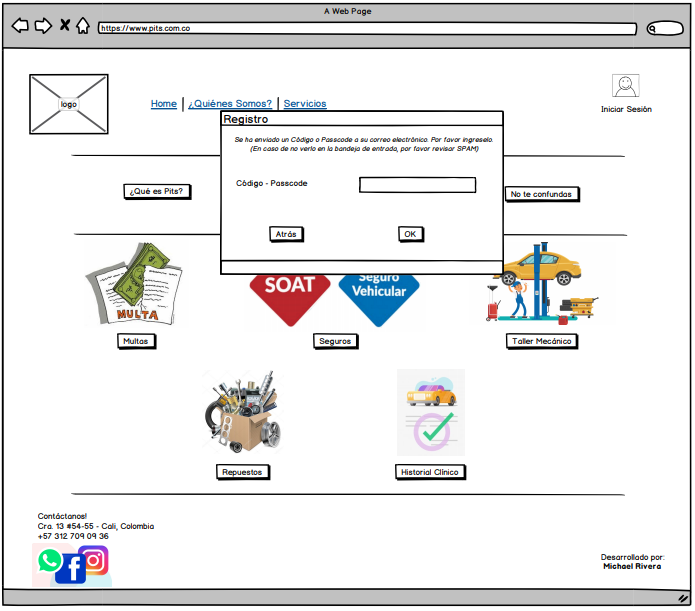 A Web Page
https://www.pits.com.co
logo
Home | ¿Quiénes Somos? | Servicios
Iniciar Sesión
Registro
Se ha enviado un Código o Passcode a su correo electrónico. Por favor ingreselo.
(En caso de no verlo en la bandeja de entrada, por favor revisar SPAM)
Código - Passcode
Atrás
OK
¿Qué es Pits?
No te confundas
MULTA
SOAT
Seguro
Vehicular
Multas
Seguros
Taller Mecánico
Repuestos
Historial Clínico
Contáctanos!
Cra. 13 #54-55 - Cali, Colombia
+57 312 709 09 36
Desarrollado por:
Michael Rivera